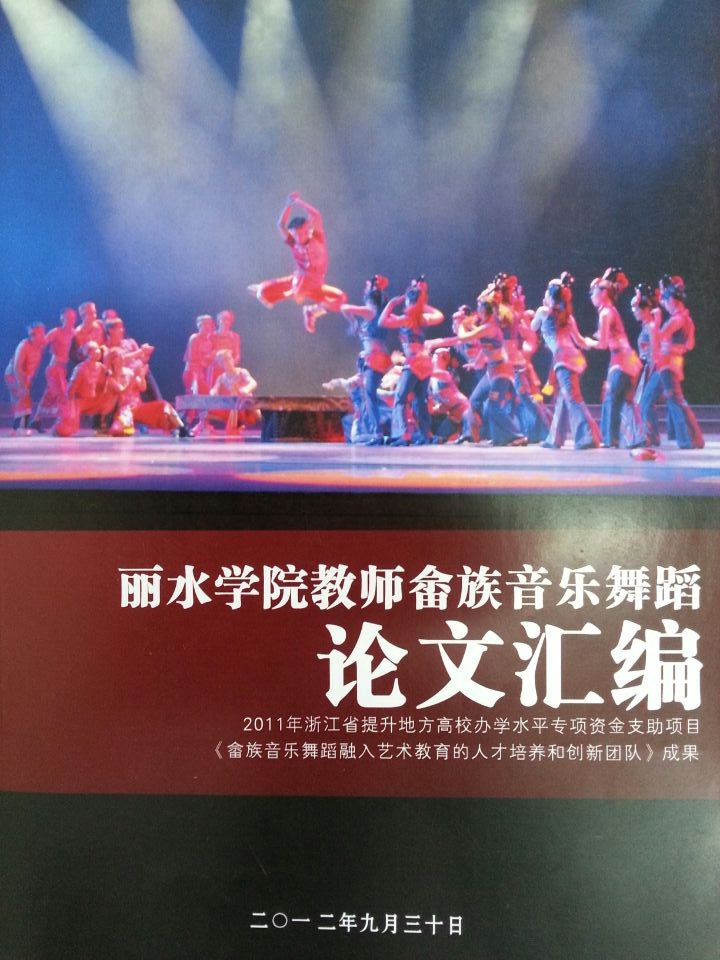 丽水学院教师畲族音乐舞蹈
论文汇编
2011年浙江省提升地方高校办学水平专项资金支助项目
《畲族音乐舞蹈融入艺术教育的人才培养和创新团队》成果
二〇一二年九月三十日